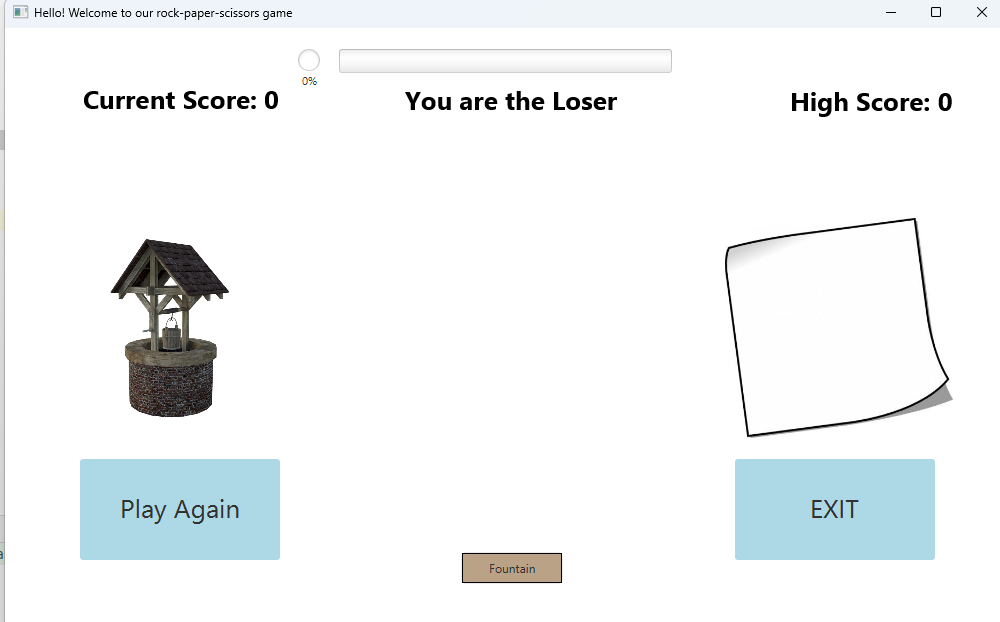 Hello! Welcome to our rock-paper-scissors game
0%
Current Score: 0
You are the Loser
High Score: 0
Play Again
EXIT
Fountain